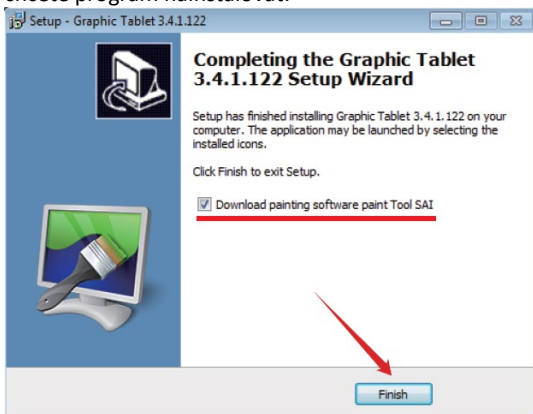 Setup - Graphic Tablet 3.4.1.122
Completing the Graphic Tablet
3.4.1.122 Setup Wizard
Setup has finished installing Graphic Tablet 3.4.1.122 on your
computer. The application may be launched by selecting the
installed icons.
Click Finish to exit Setup.
Download painting software paint Tool SAI
Finish